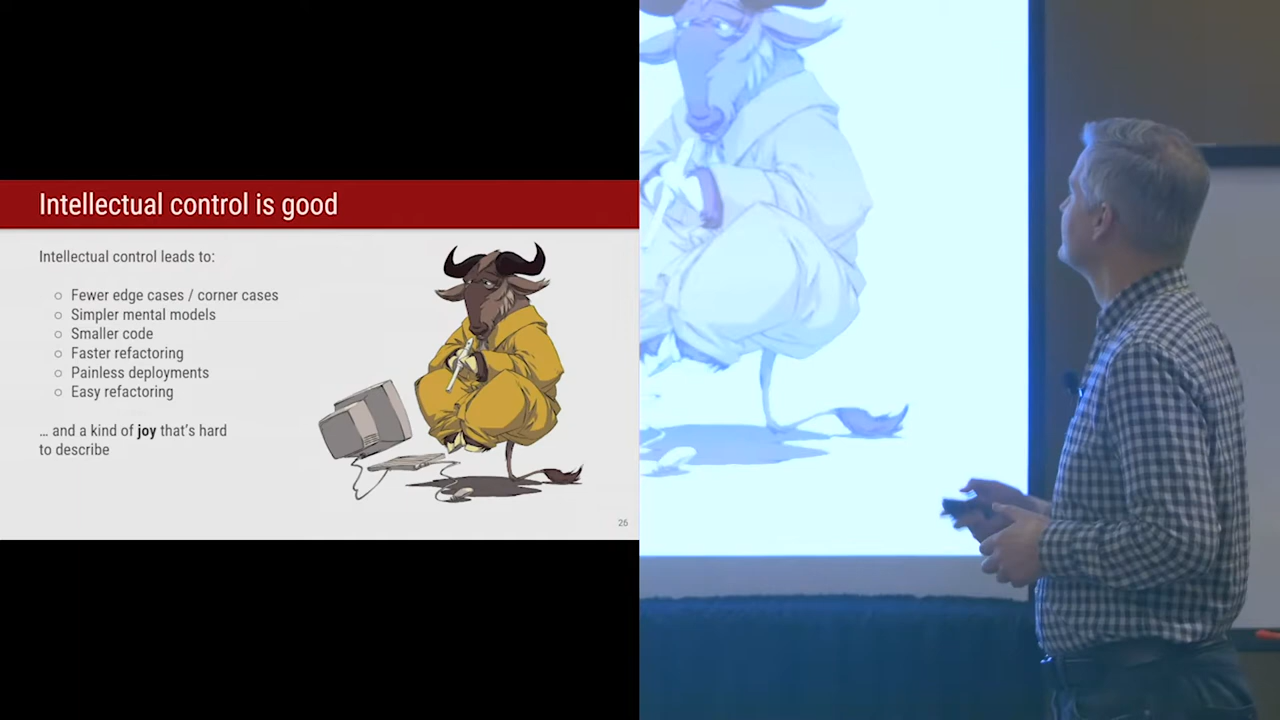 Intellectual control is good
Intellectual control leads to:
○ Fewer edge cases / corner cases
○ Simpler mental models
○ Smaller code
○ Faster refactoring
○ Painless deployments
○ Easy refactoring
… and a kind of joy that's hard
to describe
26